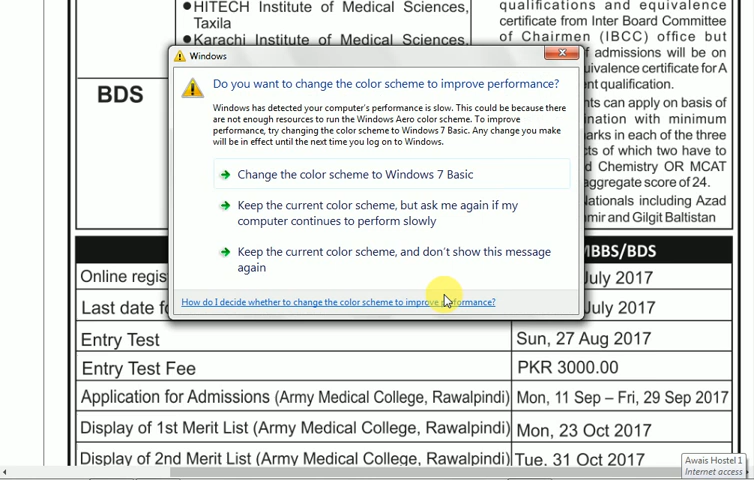 ●HITECH Institute of Medical Sciences,
Taxila
●Karachi Institute of Medical Sciences,
BDS
qualifications and equivalence
certificate from Inter Board Committee
of Chairmen (IBCC) office but
f admissions will be on
uivalence certificate for A
nt qualification.
nts can apply on basis of
ination with minimum
arks in each of the three
cts of which two have to
d Chemistry OR MCAT
aggregate score of 24.
Nationals including Azad
mir and Gilgit Baltistan
Windows
Do you want to change the color scheme to improve performance?
Windows has detected your computer's performance is slow. This could be because there
are not enough resources to run the Windows Aero color scheme. To improve
performance, try changing the color scheme to Windows 7 Basic. Any change you make
will be in effect until the next time you log on to Windows.
Change the color scheme to Windows 7 Basic
Keep the current color scheme, but ask me again if my
computer continues to perform slowly
Keep the current color scheme, and don't show this message
again
How do I decide whether to change the color scheme to improve performance?
MBBS/BDS
Online regis July 2017
Last date fo July 2017
Entry Test Sun, 27 Aug 2017
Entry Test Fee PKR 3000.00
Application for Admissions (Army Medical College, Rawalpindi) Mon, 11 Sep – Fri, 29 Sep 2017
Display of 1st Merit List (Army Medical College, Rawalpindi) Mon, 23 Oct 2017
Display of 2nd Merit List (Army Medical College, Rawalpindi) Tue, 31 Oct 2017
Awais Hostel 1
Internet access